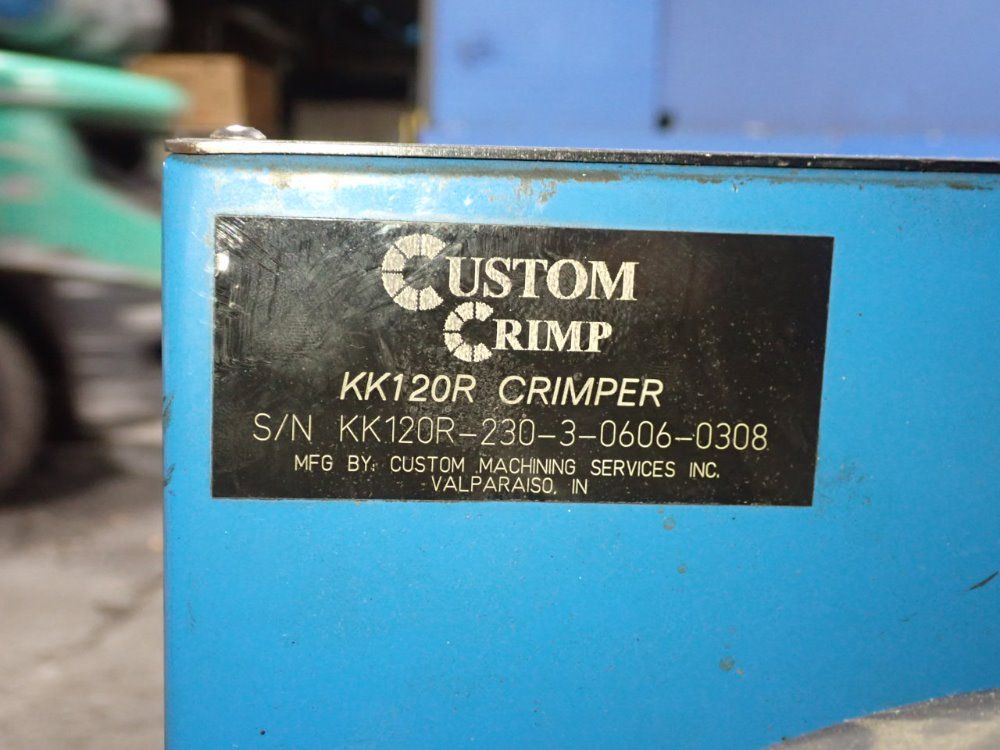 CUSTOM
CRIMP
KK120R CRIMPER
S/N KK120R-230-3-0606-0308
MFG BY: CUSTOM MACHINING SERVICES INC.
VALPARAISO, IN